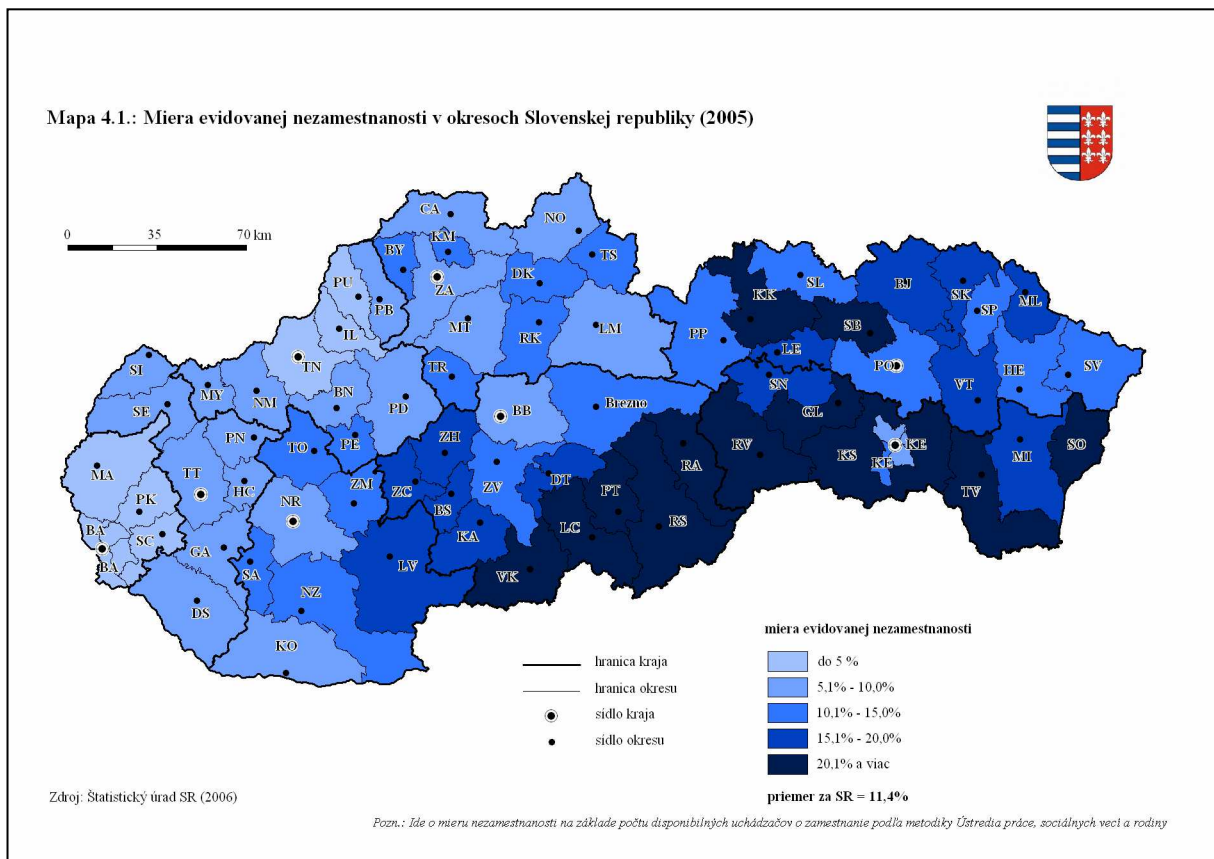 Mapa 4.1.: Miera evidovanej nezamestnanosti v okresoch Slovenskej republiky (2005)
0 35 70 km
CA
NO
KM
BY
TS
DK
ZA
PU
PB
SL
BJ
SK
SP
ML
KK
MT
RK
LM
IL
PP
SB
TN
LE
PO
SI
TR
SN
VT
HE
SV
MY
NM
BN
PD
SE
BB
Brezno
GL
PN
TO
PE
ZH
RV
KS
KE
KE
SO
MA
TT
RA
MI
HC
ZM
ZC
ZV
DT
PT
TV
PK
NR
BS
BA
SC
LC
RS
BA
GA
KA
SA
LV
VK
NZ
DS
KO
miera evidovanej nezamestnanosti
hranica kraja
hranica okresu
sídlo kraja
sídlo okresu
do 5 %
5,1% - 10,0%
10,1% - 15,0%
15,1% - 20,0%
20,1% a viac
Zdroj: Štatistický úrad SR (2006)
priemer za SR = 11,4%
Pozn.: Ide o mieru nezamestnanosti na základe počtu disponibilných uchádzačov o zamestnanie podľa metodiky Ústredia práce, sociálnych vecí a rodiny